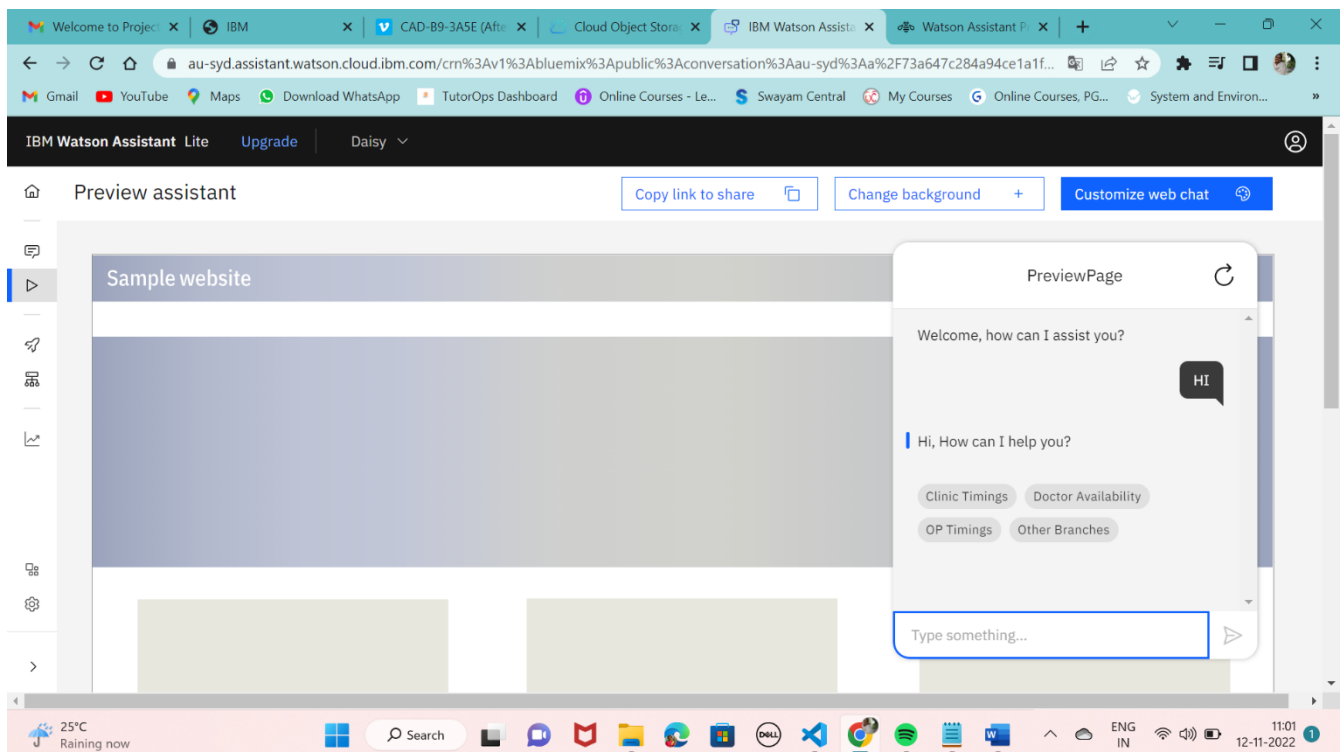 Welcome to Project
IBM
CAD-B9-3A5E (Afte
Cloud Object Storag
IBM Watson Assista
Watson Assistant P
au-syd.assistant.watson.cloud.ibm.com/crn%3Av1%3Abluemix%3Apublic%3Aconversation%3Aau-syd%3Aa%2F73a647c284a94ce1a1f...
Gmail YouTube Maps Download WhatsApp TutorOps Dashboard Online Courses - Le... Swayam Central My Courses Online Courses, PG... System and Environ... »
IBM Watson Assistant Lite Upgrade Daisy
Preview assistant Copy link to share Change background + Customize web chat
Sample website
PreviewPage
Welcome, how can I assist you?
HI
Hi, How can I help you?
Clinic Timings Doctor Availability
OP Timings Other Branches
Type something...
25°C
Raining now
Search
DELL
ENG
IN
11:01
12-11-2022
1